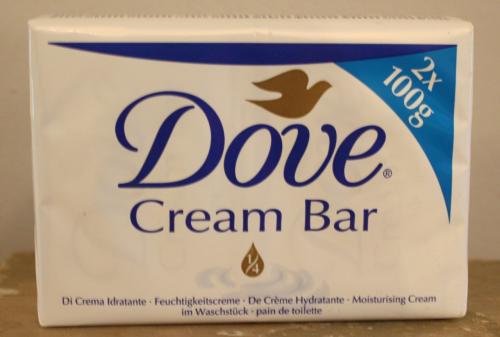 2x
100g
Dove®
Cream Bar
1/4
Di Crema Idratante · Feuchtigkeitscreme · De Crème Hydratante · Moisturising Cream
im Waschstück · pain de toilette